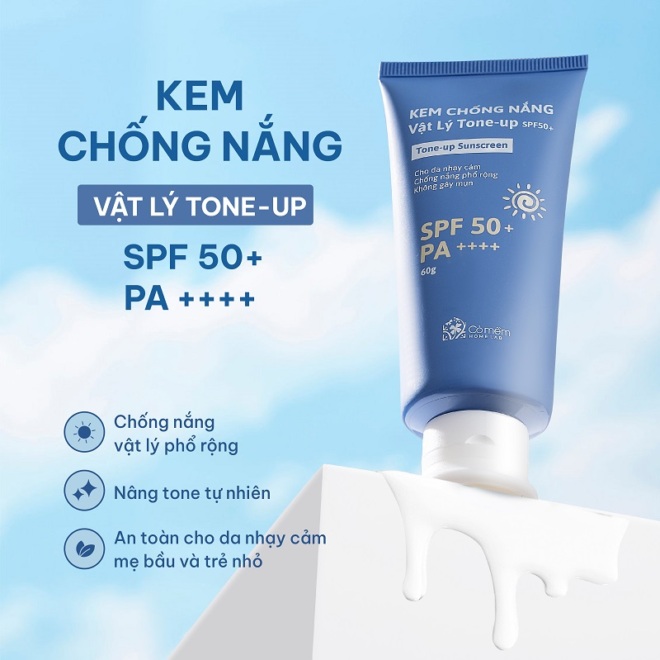 KEM
CHỐNG NẮNG
VẬT LÝ TONE-UP
SPF 50+
PA ++++
Chống nắng
vật lý phổ rộng
Nâng tone tự nhiên
An toàn cho da nhạy cảm
mẹ bầu và trẻ nhỏ
KEM CHỐNG NẮNG
Vật Lý Tone-up SPF50+
Tone-up Sunscreen
Cho da nhạy cảm
Chống nắng phổ rộng
Không gây mụn
SPF 50+
PA ++++
60g
Cỏ mềm
HOME LAB